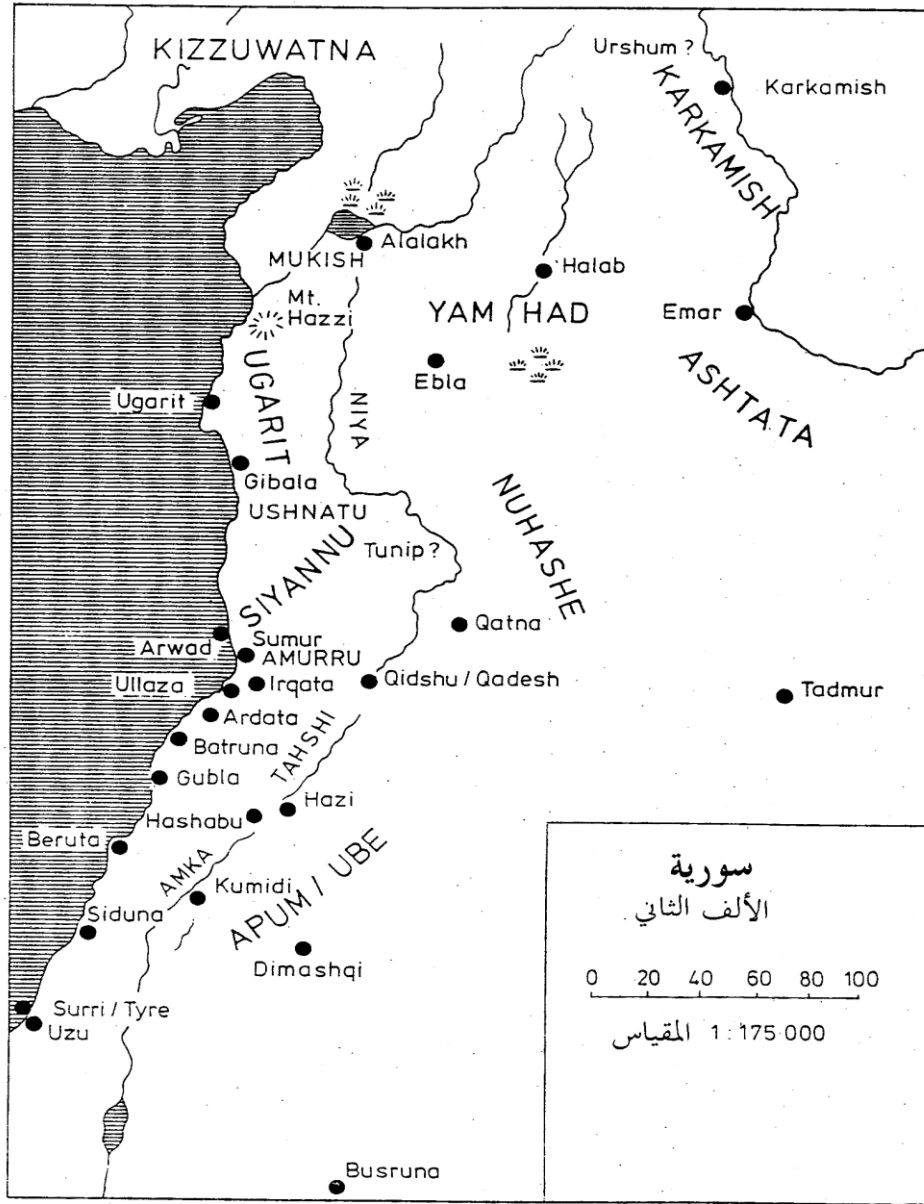 KIZZUWATNA
Urshum ?
Karkamish
KARKAMISH
Alalakh
MUKISH
Halab
Mt.
Hazzi
YAMHAD
Emar
UGARIT
Ebla
ASHTATA
Ugarit
NIYA
Gibala
USHNATU
NUHASHE
Tunip ?
SIYANNU
Qatna
Arwad
Sumur
AMURRU
Ullaza
Irqata
Qidshu / Qadesh
Tadmur
Ardata
Batruna
TAHSHI
Gubla
Hazi
Hashabu
Beruta
AMKA
Kumidi
APUM / UBE
Siduna
Dimashqi
Surri / Tyre
Uzu
Busruna
سورية
الألف الثاني
0 20 40 60 80 100
المقياس 1 : 175 000